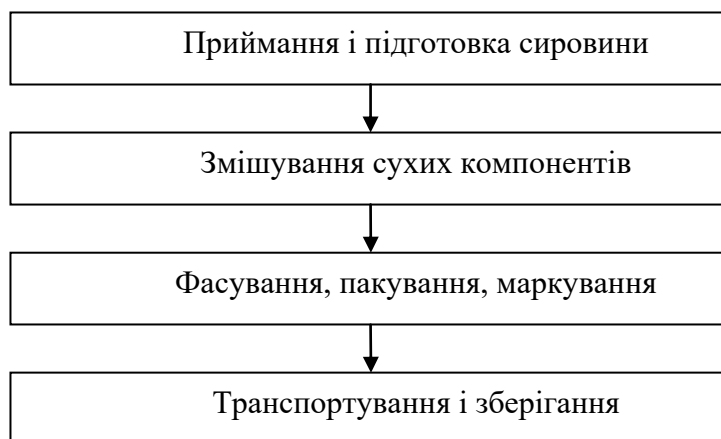 Приймання і підготовка сировини
Змішування сухих компонентів
Фасування, пакування, маркування
Транспортування і зберігання